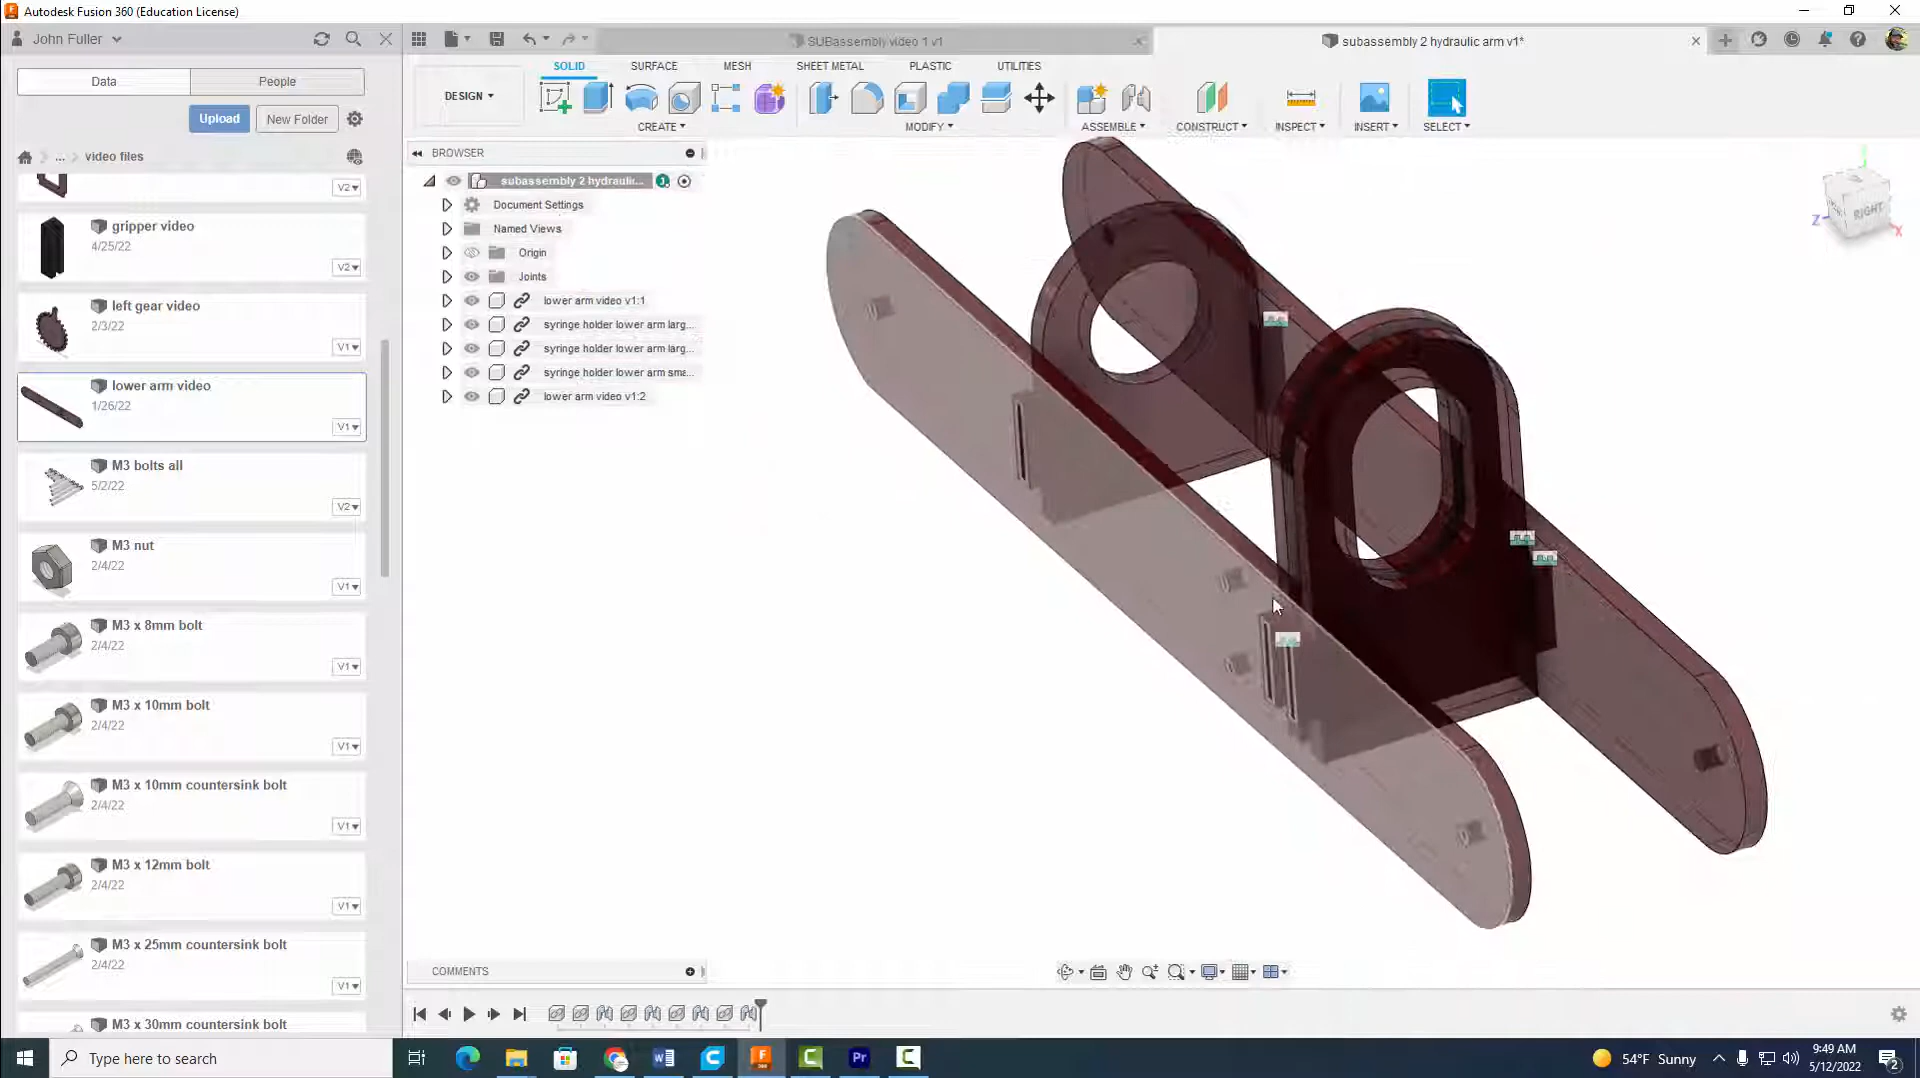 Autodesk Fusion 360 (Education License)
John Fuller
SUBassembly video 1 v1
subassembly 2 hydraulic arm v1*
Data
People
Upload
New Folder
... video files
DESIGN
SOLID
SURFACE
MESH
SHEET METAL
PLASTIC
UTILITIES
CREATE
MODIFY
ASSEMBLE
CONSTRUCT
INSPECT
INSERT
SELECT
BROWSER
subassembly 2 hydraulic...
Document Settings
Named Views
Origin
Joints
lower arm video v1:1
syringe holder lower arm larg...
syringe holder lower arm larg...
syringe holder lower arm sma...
lower arm video v1:2
V2
gripper video
4/25/22
V2
left gear video
2/3/22
V1
lower arm video
1/26/22
V1
M3 bolts all
5/2/22
V2
M3 nut
2/4/22
V1
M3 x 8mm bolt
2/4/22
V1
M3 x 10mm bolt
2/4/22
V1
M3 x 10mm countersink bolt
2/4/22
V1
M3 x 12mm bolt
2/4/22
V1
M3 x 25mm countersink bolt
2/4/22
V1
M3 x 30mm countersink bolt
RIGHT
Z
X
COMMENTS
Type here to search
54°F Sunny
9:49 AM
5/12/2022
2